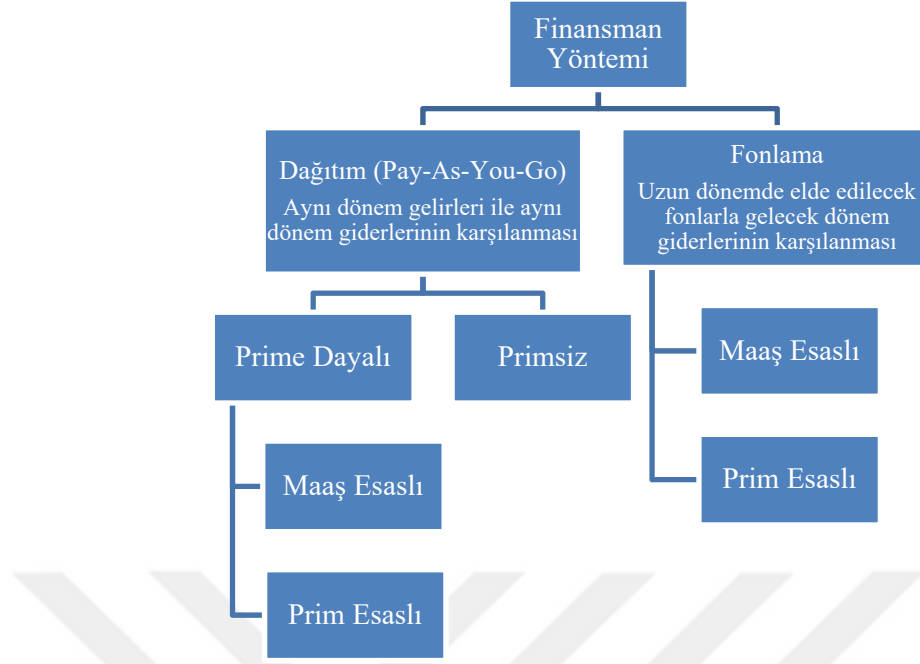 Finansman
Yöntemi
Dağıtım (Pay-As-You-Go)
Aynı dönem gelirleri ile aynı
dönem giderlerinin karşılanması
Fonlama
Uzun dönemde elde edilecek
fonlarla gelecek dönem
giderlerinin karşılanması
Prime Dayalı
Primsiz
Maaş Esaslı
Prim Esaslı
Maaş Esaslı
Prim Esaslı